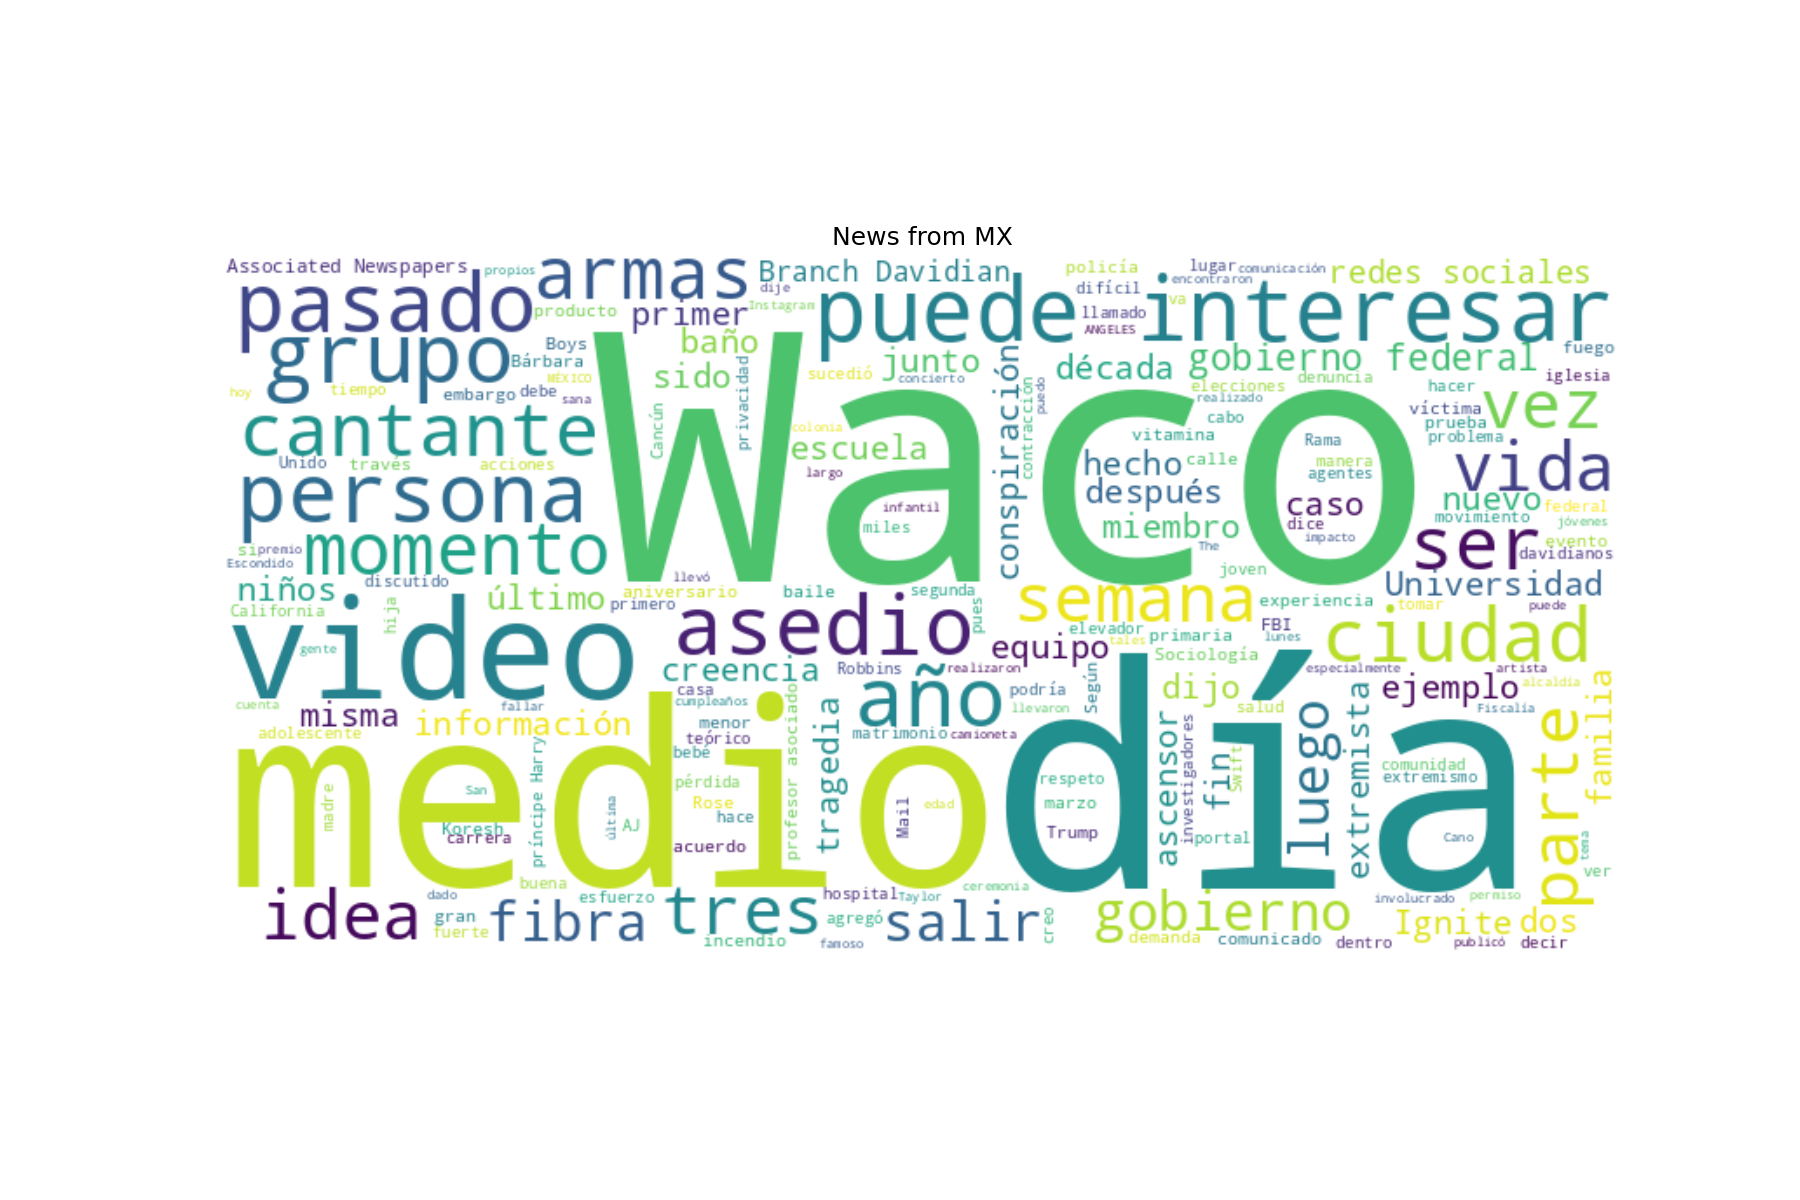 News from MX
Associated Newspapers
propios
armas
Branch Davidian
policía
lugar
comunicación
redes sociales
pasado
dije
Instagram
puede interesar
encontraron
difícil
va
llamado
ANGELES
producto
primer
grupo
Boys
Bárbara
baño
sido
privacidad
sucedió
junto
concierto
conspiración
contracción
puedo
década
gobierno federal
fuego
iglesia
hoy
tiempo
MÉXICO
embargo
debe
sana
elecciones
denuncia
realizado
hacer
víctima
prueba
problema
vez
cantante
Cancún
Waco
colonia
escuela
largo
cabo
vitamina
calle
Rama
manera
agentes
hecho
después
Unido
través
acciones
persona
infantil
miles
miembro
The
joven
caso
dice
impacto
vida
nuevo
movimiento
federal
jóvenes
evento
davidianos
ser
momento
si
premio
Escondido
niños
discutido
California
hija
último
llevó
aniversario
primero
baile
segunda
pues
semana
Universidad
experiencia
tomar
puede
video
gente
asedio
elevador
tales
primaria
Sociología
FBI
lunes
ciudad
equipo
creencia
Robbins
realizaron
especialmente
artista
alcaldía
cuenta
misma
fallar
información
casa
cumpleaños
año
podría
llevaron
Según
dijo
salud
ejemplo
Fiscalía
familia
adolescente
menor
teórico
bebé
profesor asociado
tragedia
matrimonio
camioneta
ascensor
investigadores
fin
Swift
luego
extremista
comunidad
extremismo
parte
medio
día
madre
San
Koresh
carrera
príncipe Harry
última
AJ
pérdida
Rose
hace
acuerdo
Mail
edad
respeto
marzo
Trump
portal
Cano
tema
ver
idea
dado
gran
fuerte
buena
fibra
esfuerzo
tres
incendio
hospital
Taylor
agregó
famoso
salir
ceremonia
creo
gobierno
demanda
comunicado
involucrado
dentro
Ignite
permiso
publicó
dos
decir